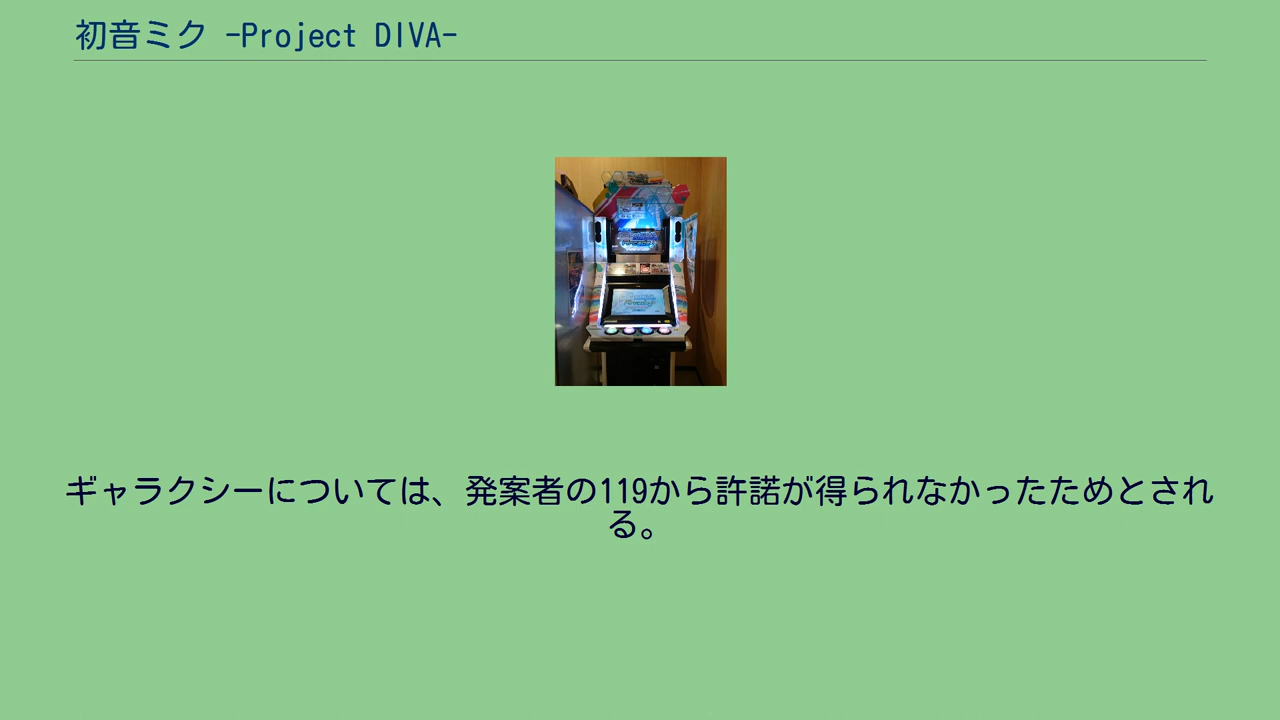 初音ミク -Project DIVA-
ギャラクシーについては、発案者の119から許諾が得られなかったためとされ
る。